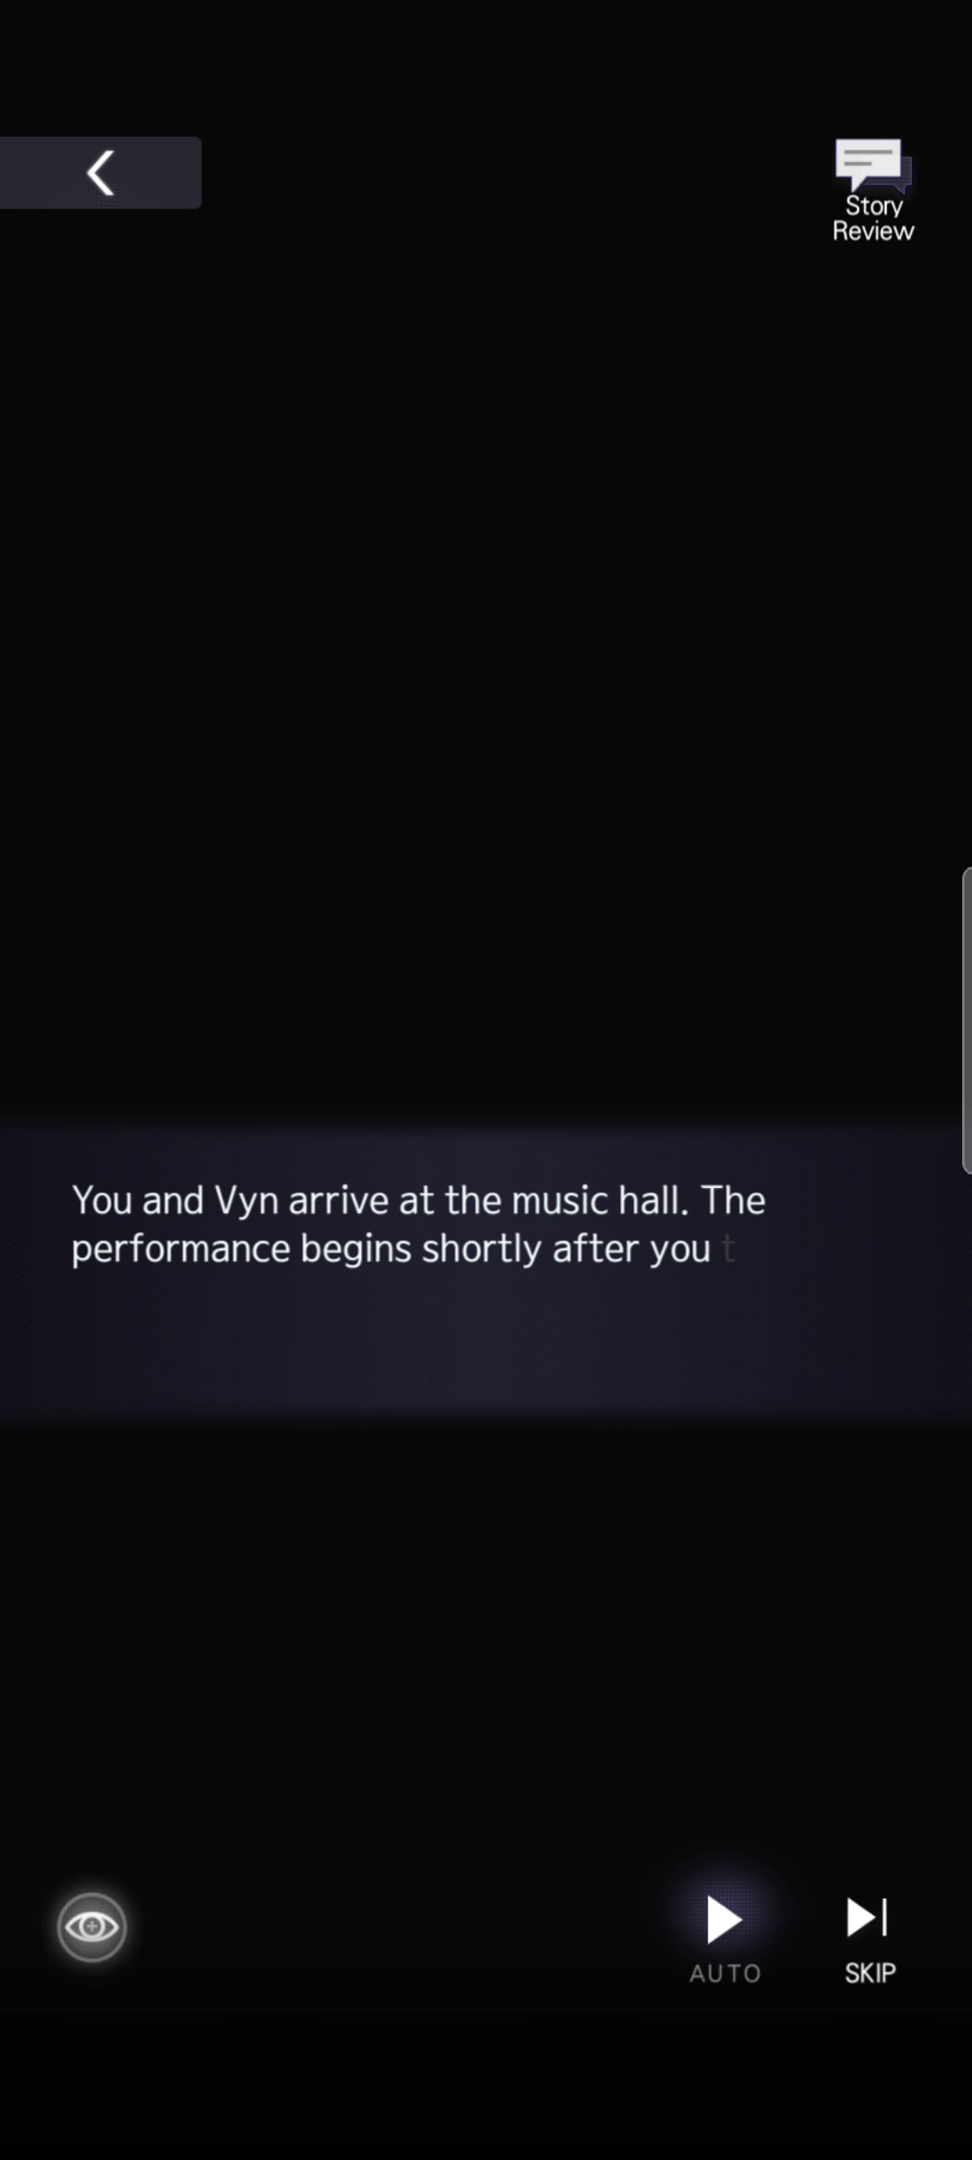 Story
Review
You and Vyn arrive at the music hall. The
performance begins shortly after you t
AUTO
SKIP